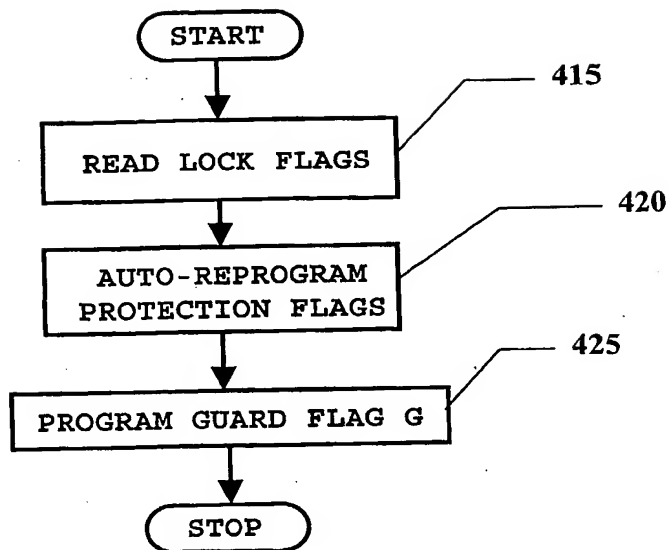 START
415
READ LOCK FLAGS
420
AUTO-REPROGRAM
PROTECTION FLAGS
425
PROGRAM GUARD FLAG G
STOP